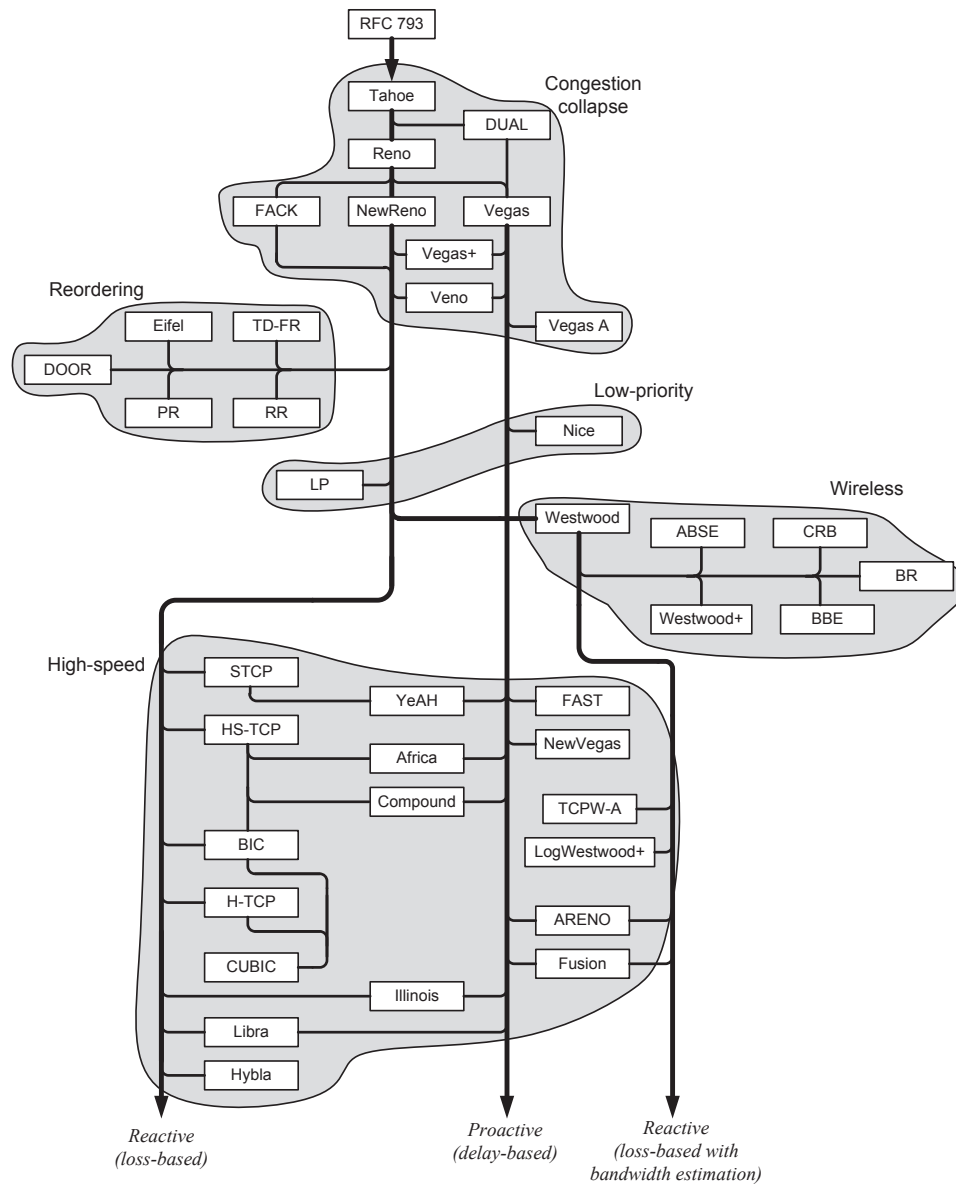 RFC 793
Tahoe
Congestion
collapse
DUAL
Reno
FACK
NewReno
Vegas
Vegas+
Veno
Vegas A
Reordering
Eifel
TD-FR
DOOR
PR
RR
Low-priority
Nice
LP
Wireless
Westwood
ABSE
CRB
BR
Westwood+
BBE
High-speed
STCP
YeAH
FAST
HS-TCP
NewVegas
Africa
Compound
TCPW-A
BIC
LogWestwood+
H-TCP
ARENO
CUBIC
Fusion
Illinois
Libra
Hybla
Reactive
(loss-based)
Proactive
(delay-based)
Reactive
(loss-based with
bandwidth estimation)